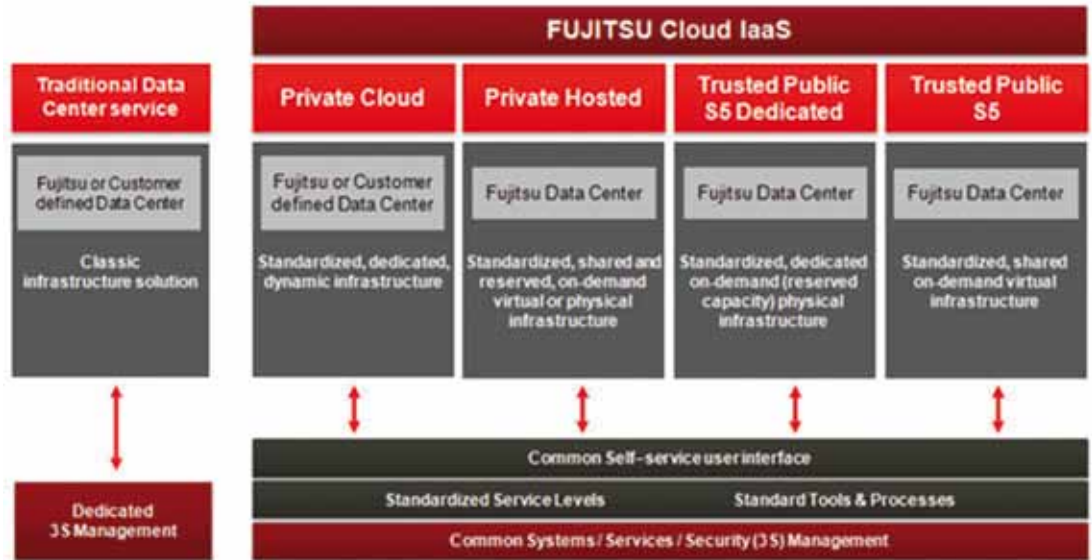 FUJITSU Cloud IaaS
Traditional Data
Center service
Private Cloud
Private Hosted
Trusted Public
S5 Dedicated
Trusted Public
S5
Fujitsu or Customer
defined Data Center
Classic
infrastructure solution
Fujitsu or Customer
defined Data Center
Standardized, dedicated,
dynamic infrastructure
Fujitsu Data Center
Standardized, shared and
reserved, on-demand
virtual or physical
infrastructure
Fujitsu Data Center
Standardized, dedicated
on-demand (reserved
capacity) physical
infrastructure
Fujitsu Data Center
Standardized, shared
on-demand virtual
infrastructure
Common Self-service user interface
Standardized Service Levels
Standard Tools & Processes
Dedicated
3S Management
Common Systems / Services / Security (3S) Management